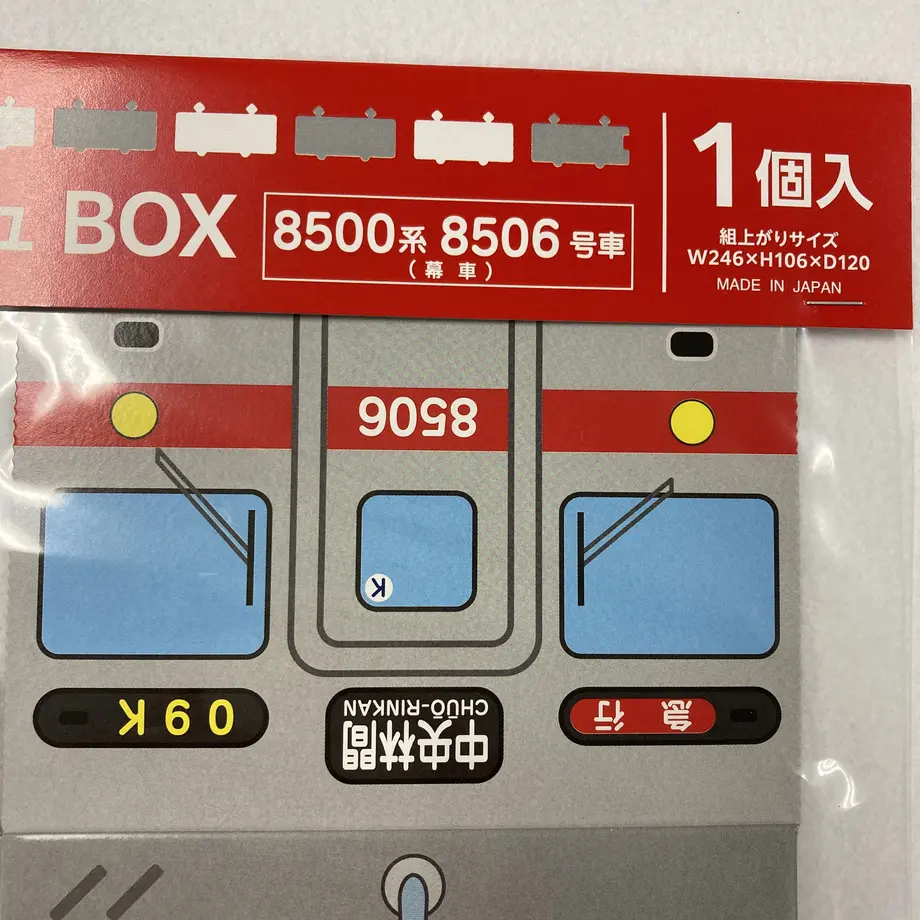 ュ BOX
8500系 8506号車
(幕車)
1個入
組上がりサイズ
W246×H106×D120
MADE IN JAPAN
8506
K
09K
中央林間
CHŪŌ-RINKAN
急行